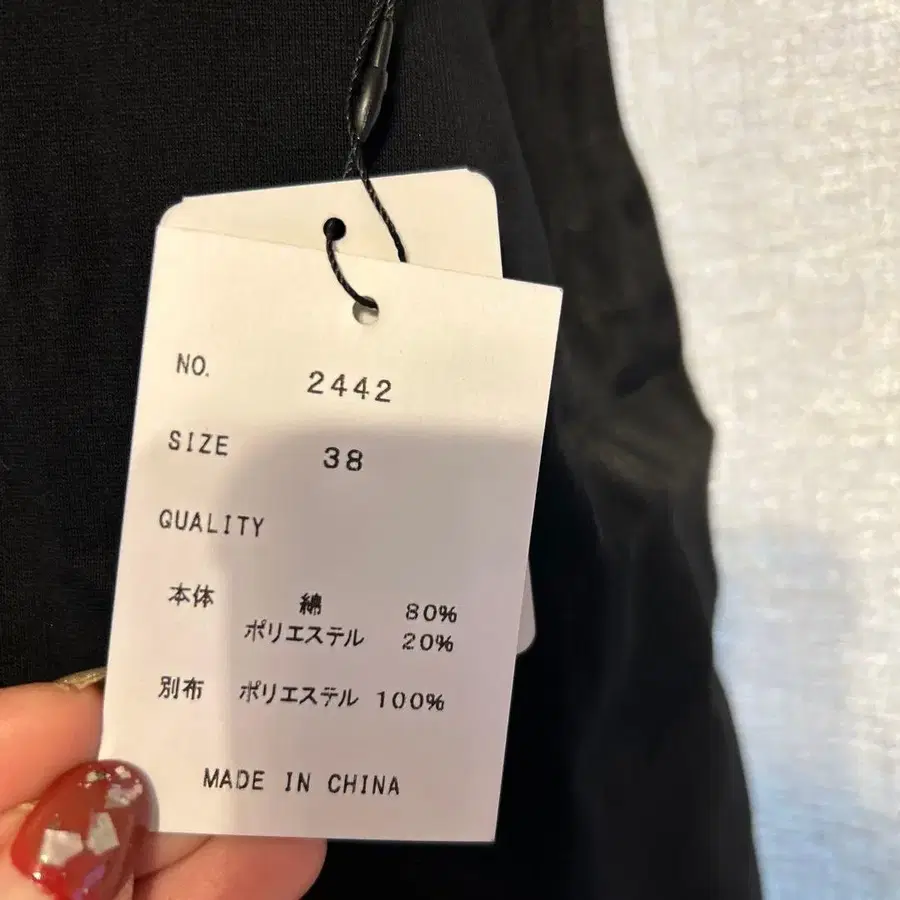 NO. 2442
SIZE 38
QUALITY
本体 綿 80%
ポリエステル 20%
別布 ポリエステル 100%
MADE IN CHINA